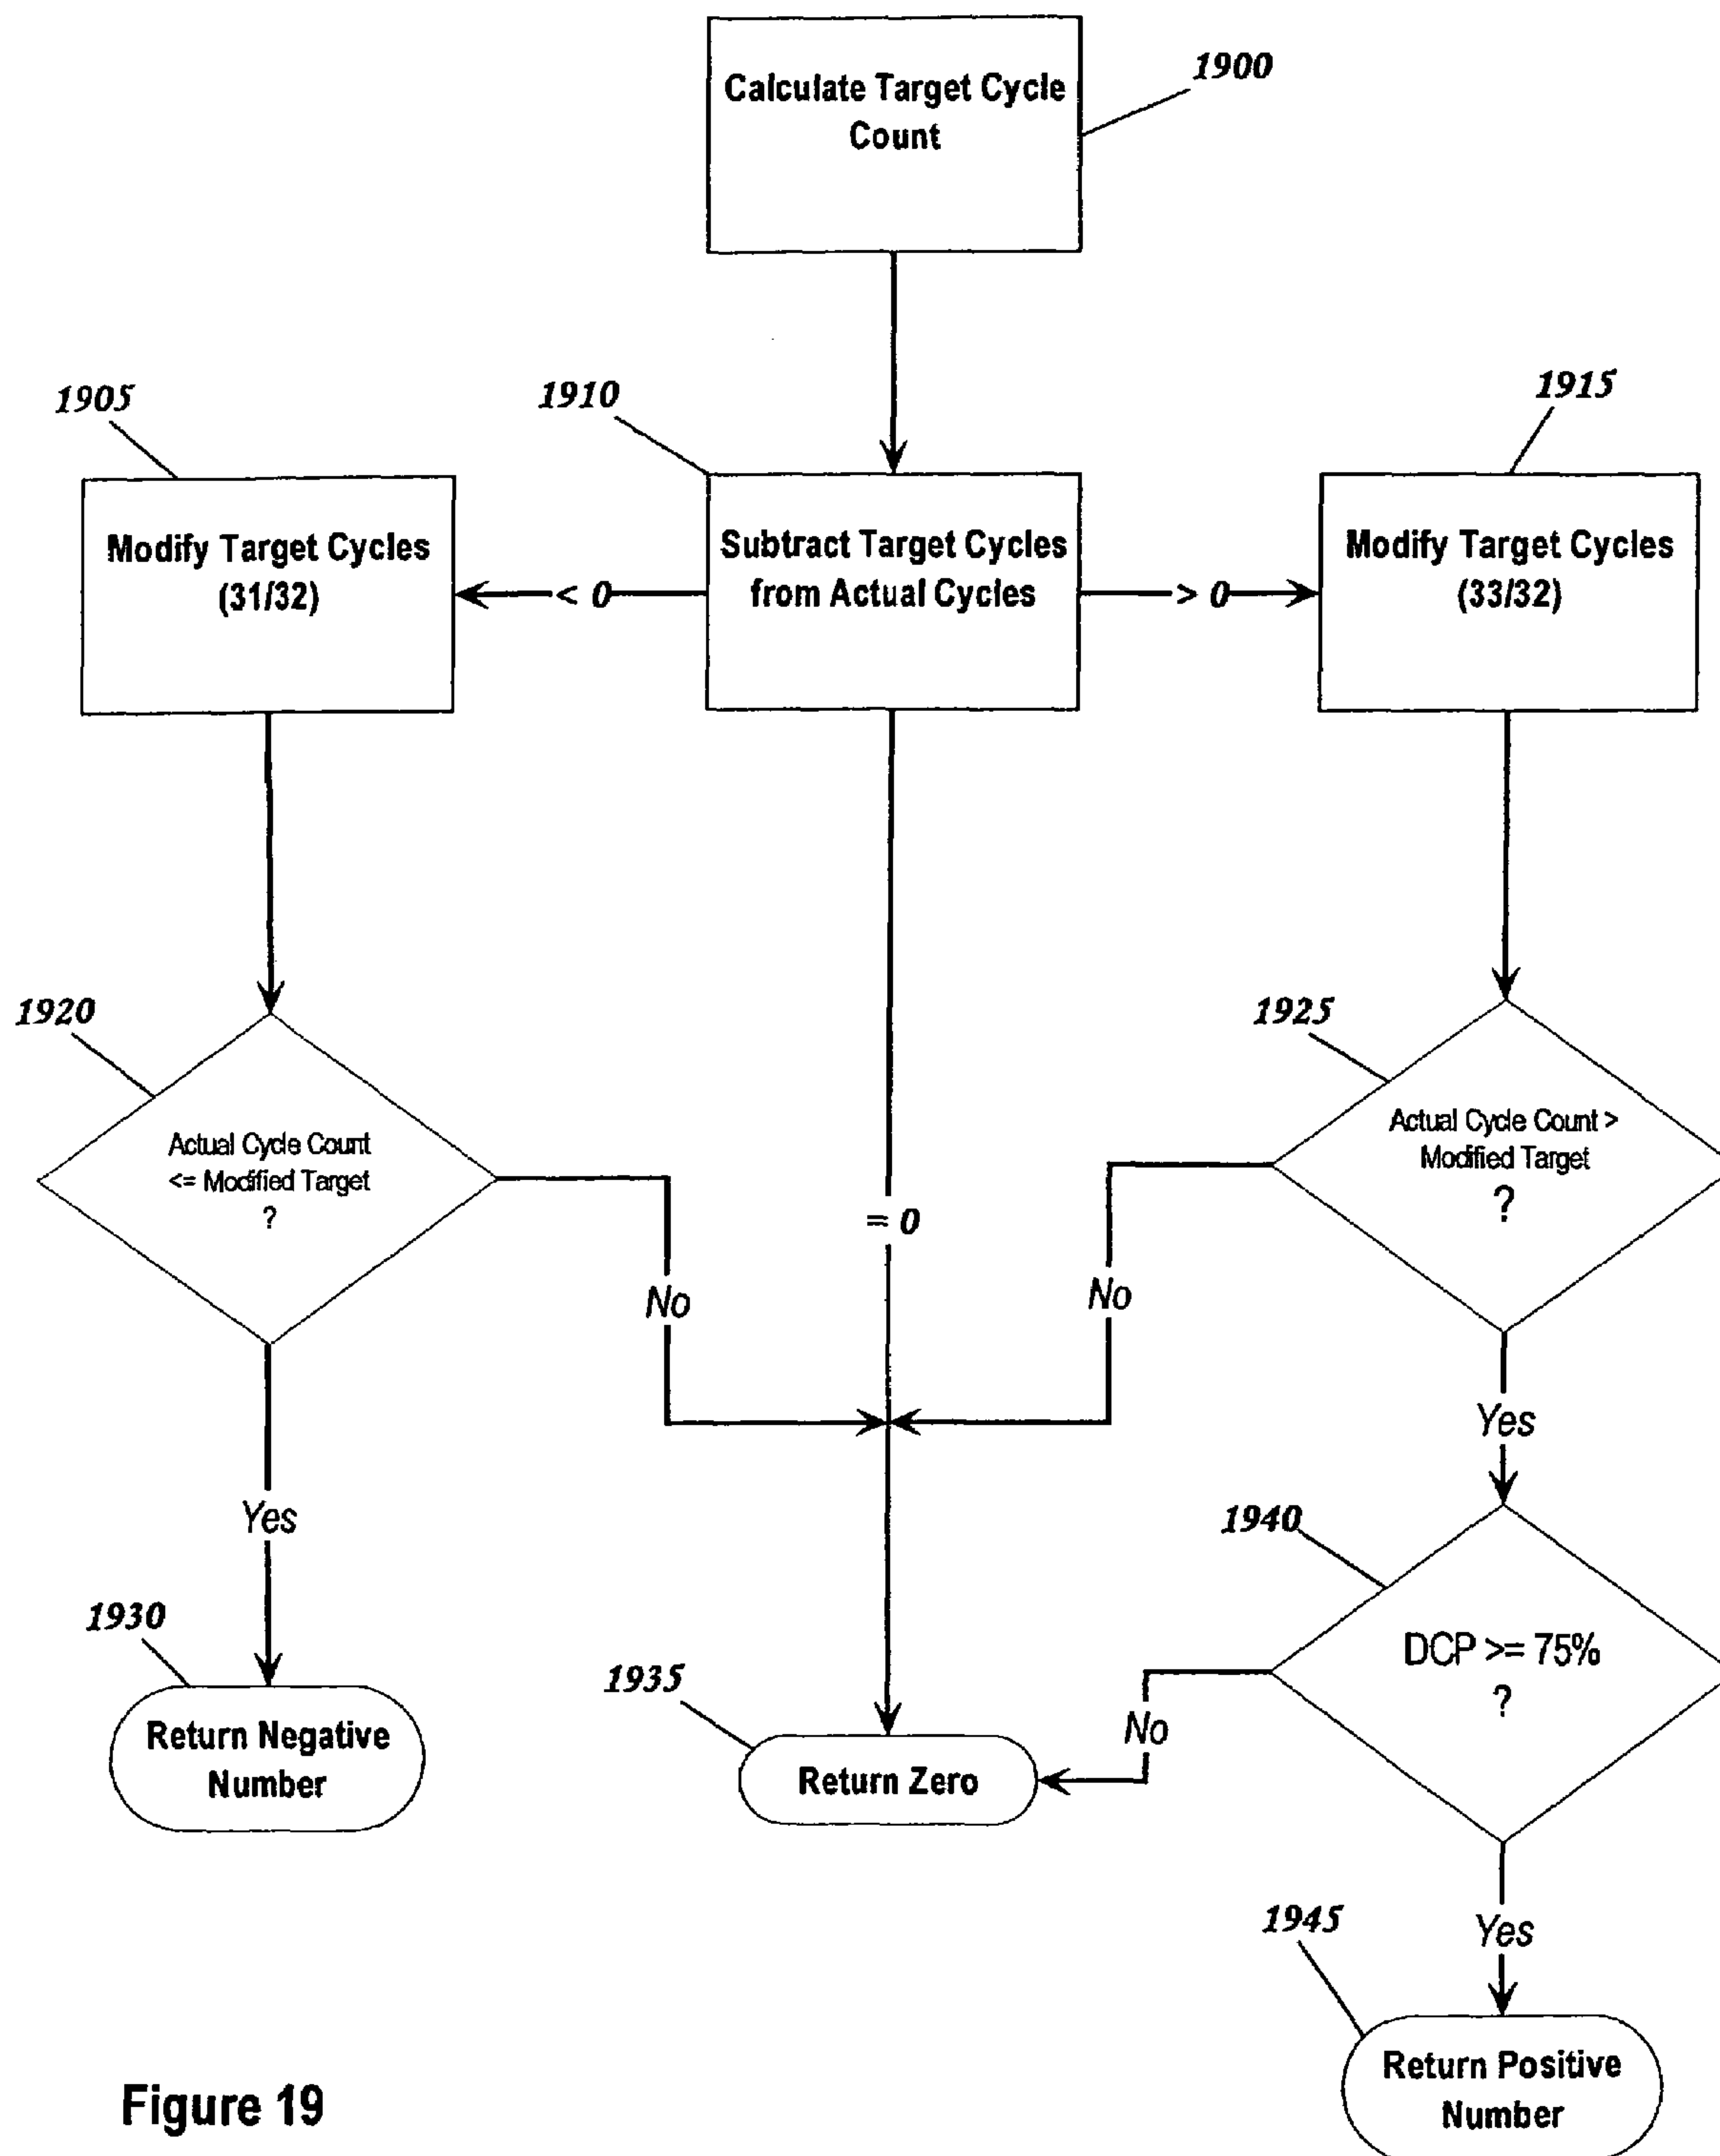 1900
Calculate Target Cycle
Count
1905
1910
1915
Modify Target Cycles
(31/32)
< 0
Subtract Target Cycles
from Actual Cycles
> 0
Modify Target Cycles
(33/32)
1920
1925
Actual Cycle Count
<= Modified Target
?
Actual Cycle Count >
Modified Target
?
= 0
No
No
Yes
Yes
1940
DCP >= 75%
?
1930
1935
Return Negative
Number
Return Zero
No
1945
Yes
Return Positive
Number
Figure 19